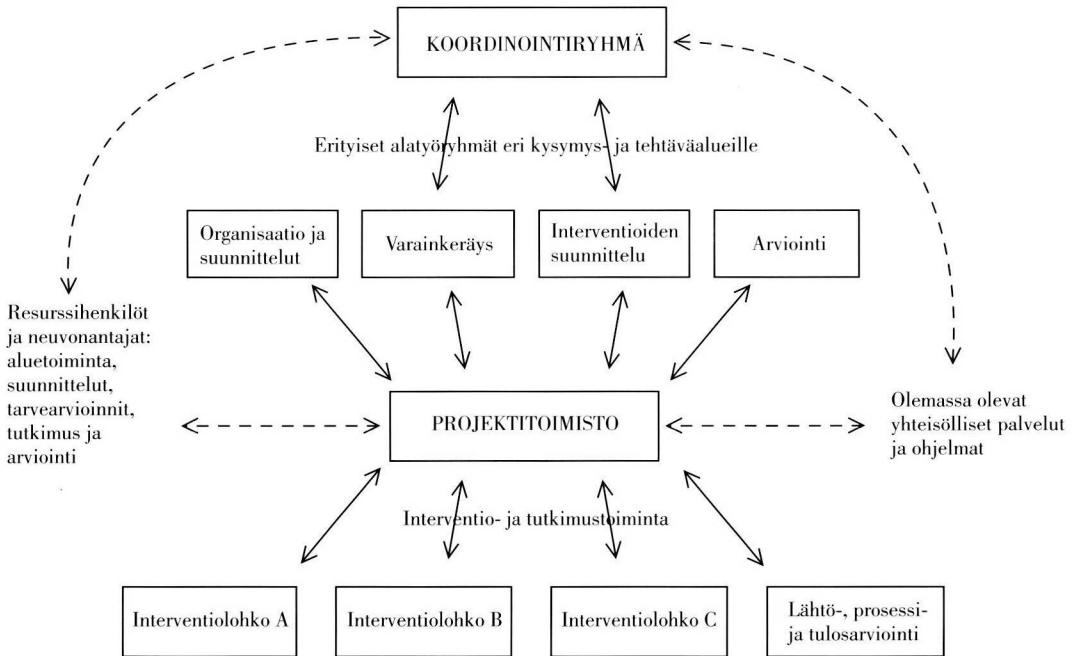 KOORDINOINTIRYHMÄ
Erityiset alatyöryhmät eri kysymys- ja tehtäväalueille
Organisaatio ja
suunnittelut
Varainkeräys
Interventioiden
suunnittelu
Arviointi
Resurssihenkilöt
ja neuvonantajat:
aluetoiminta,
suunnittelut,
tarvearvioinnit,
tutkimus ja
arviointi
PROJEKTITOIMISTO
Olemassa olevat
yhteisölliset palvelut
ja ohjelmat
Interventio- ja tutkimustoiminta
Interventiolohko A
Interventiolohko B
Interventiolohko C
Lähtö-, prosessi-
ja tulosarviointi